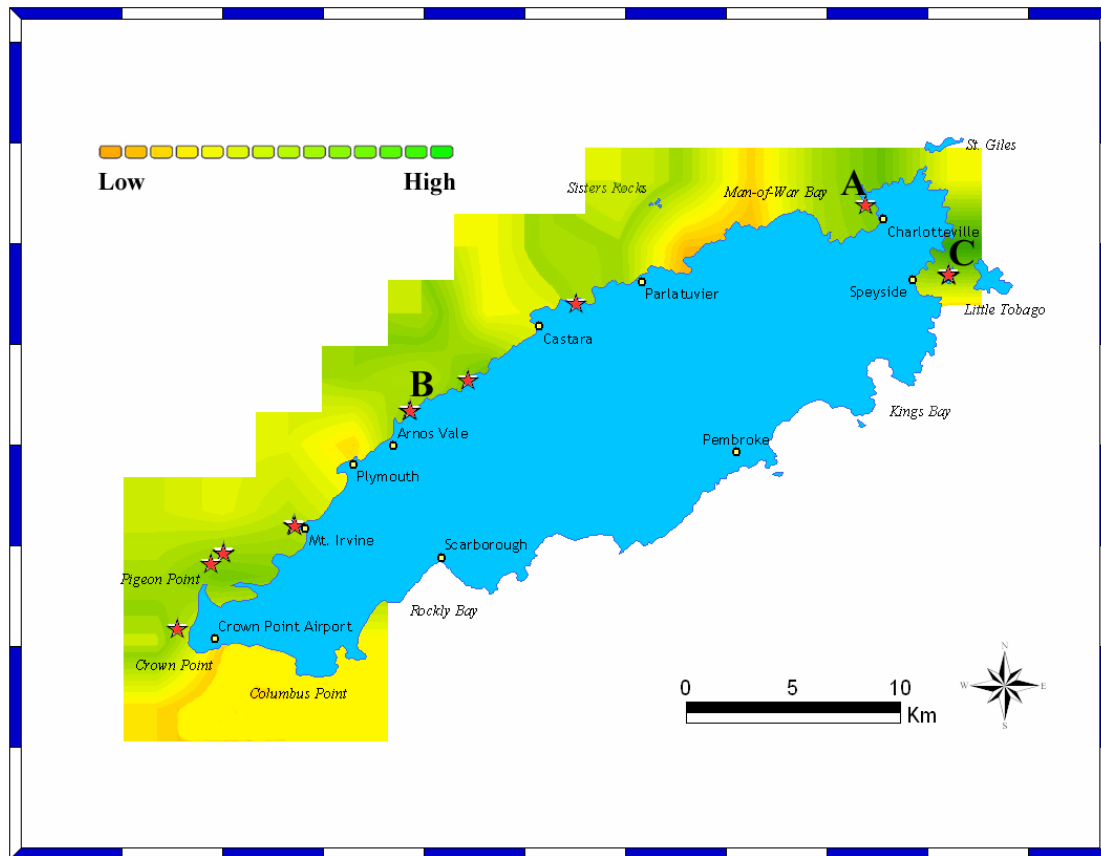 St. Giles
Low
High
Sisters Rocks
Man-of-War Bay
A
Charlotteville
C
Parlatuvier
Speyside
Little Tobago
Castara
B
Kings Bay
Arnos Vale
Pembroke
Plymouth
Mt. Irvine
Scarborough
Pigeon Point
Rockly Bay
Crown Point Airport
Crown Point
Columbus Point
N
W
E
S
0 5 10
Km